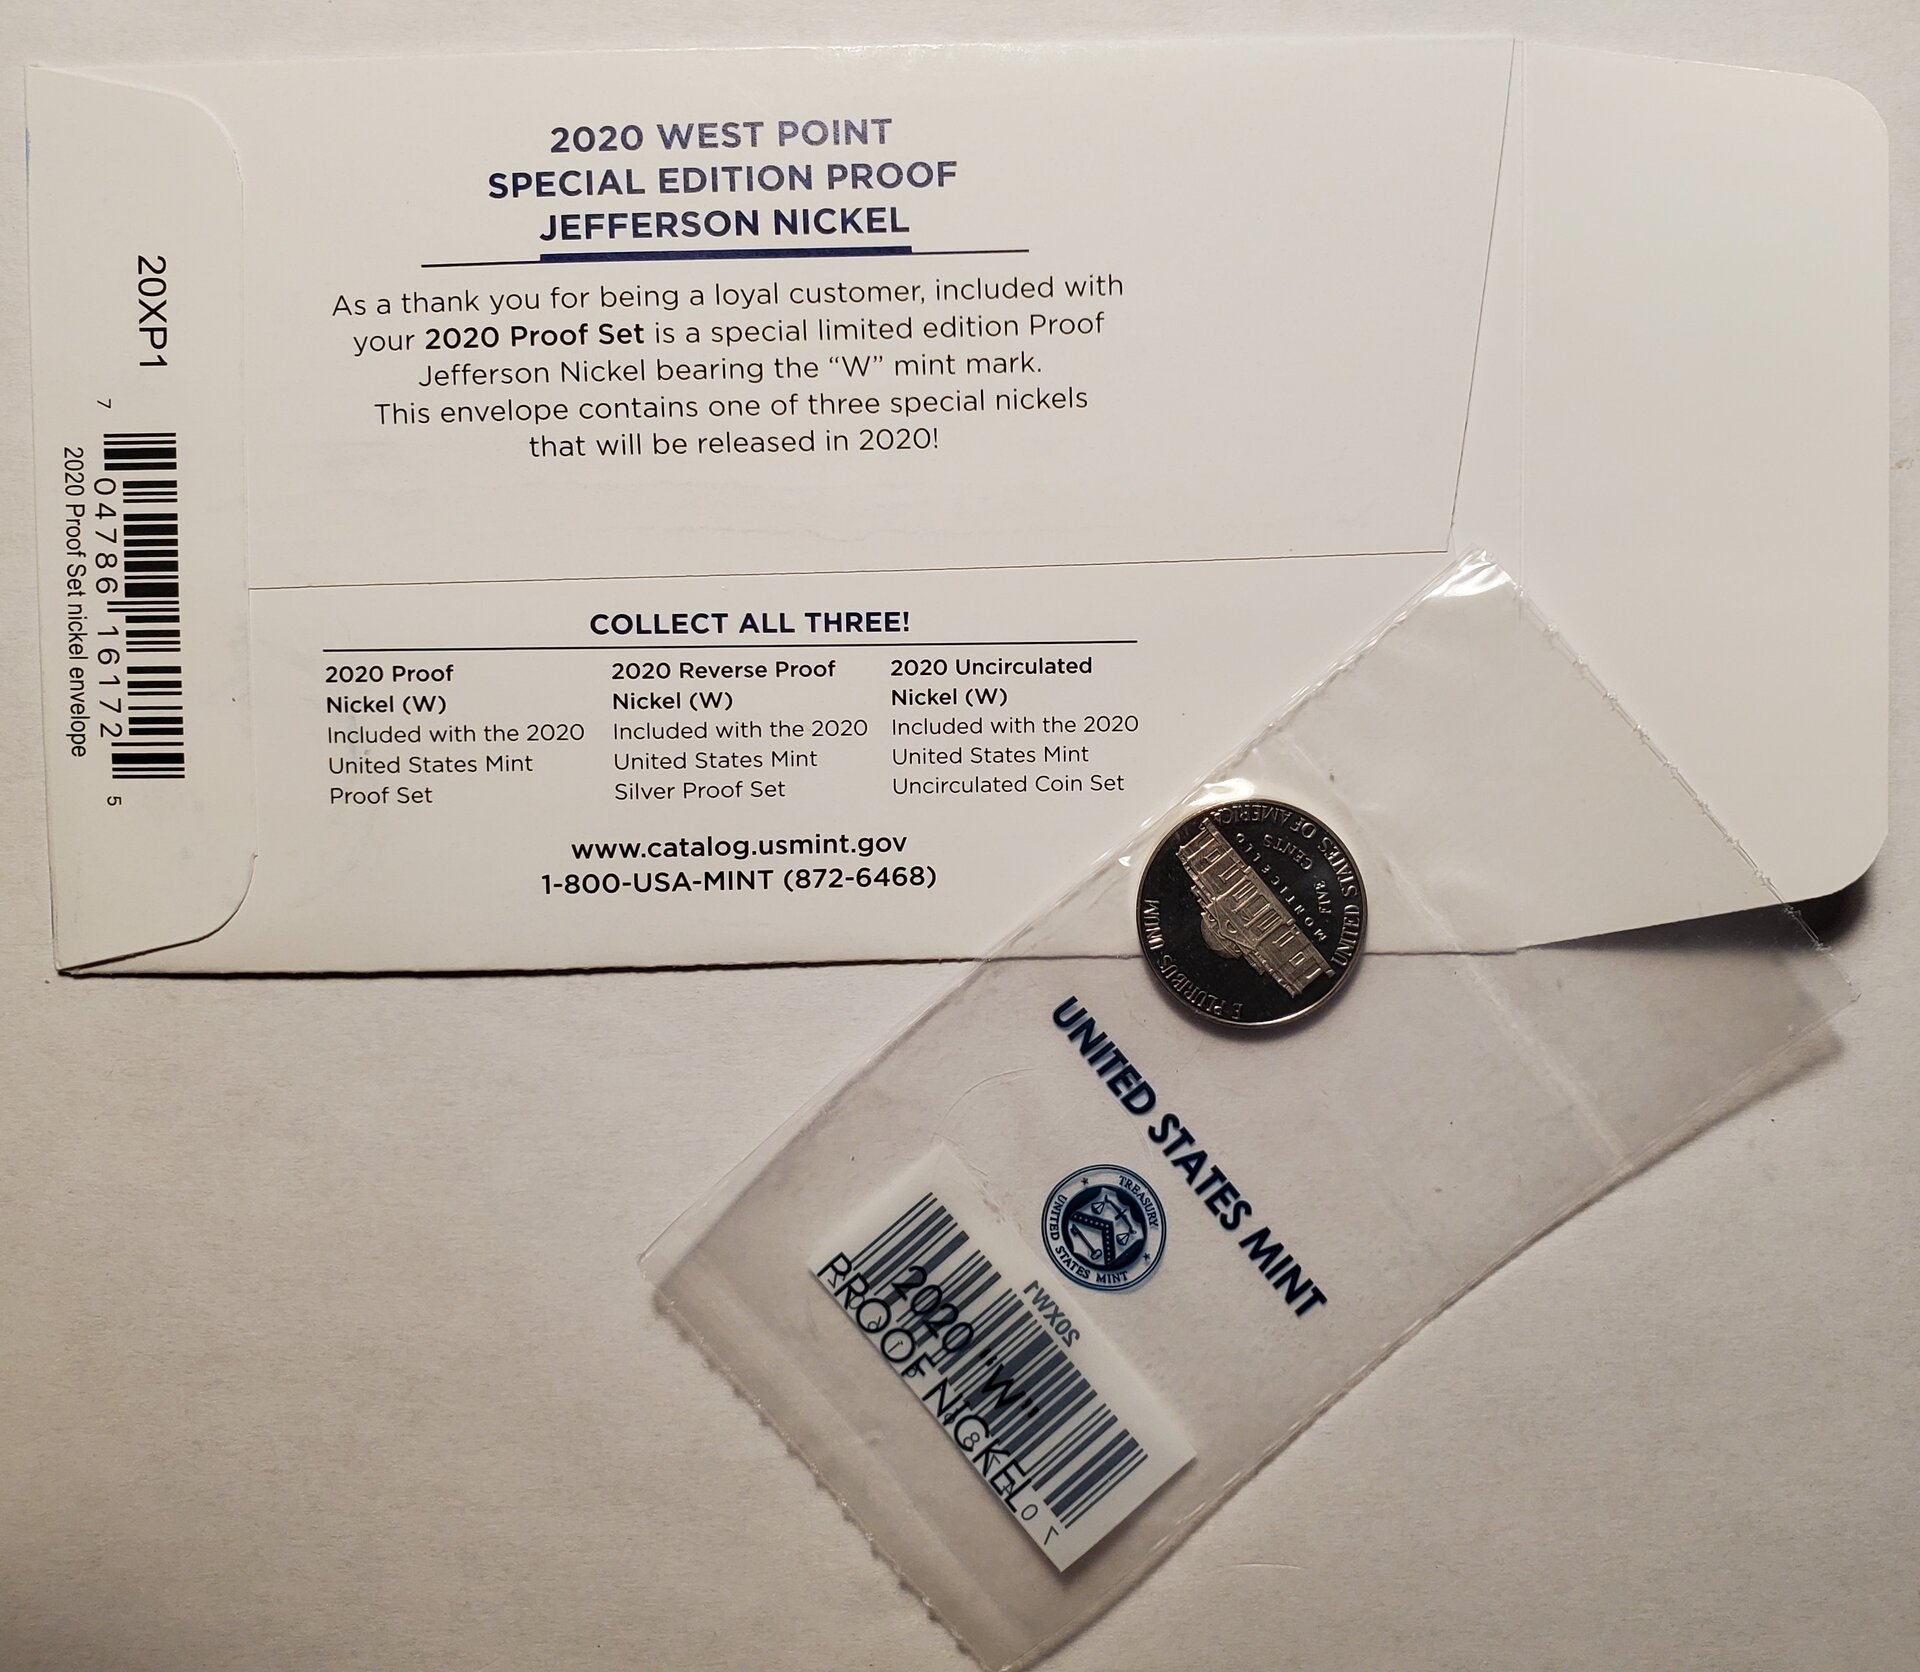 2020 WEST POINT
SPECIAL EDITION PROOF
JEFFERSON NICKEL
As a thank you for being a loyal customer, included with
your 2020 Proof Set is a special limited edition Proof
Jefferson Nickel bearing the “W” mint mark.
This envelope contains one of three special nickels
that will be released in 2020!
COLLECT ALL THREE!
2020 Proof
Nickel (W)
Included with the 2020
United States Mint
Proof Set
2020 Reverse Proof
Nickel (W)
Included with the 2020
United States Mint
Silver Proof Set
2020 Uncirculated
Nickel (W)
Included with the 2020
United States Mint
Uncirculated Coin Set
www.catalog.usmint.gov
1-800-USA-MINT (872-6468)
20XP1
7 04786 16172 5
2020 Proof Set nickel envelope
E PLURIBUS UNUM
MONTICELLO
FIVE CENTS
UNITED STATES OF AMERICA
UNITED STATES MINT
TREASURY
UNITED STATES MINT
20XW1
2020 "W"
PROOF NICKEL